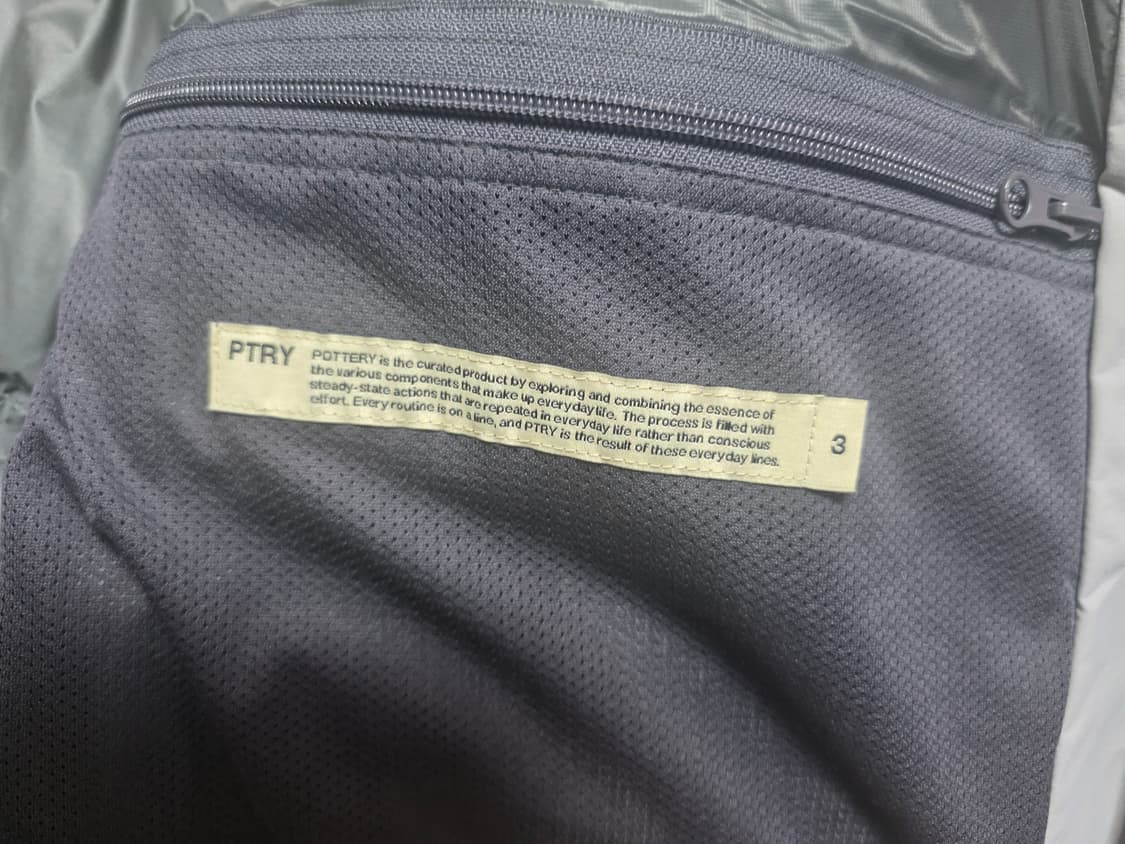 PTRY
POTTERY is the curated product by exploring and combining the essence of
the various components that make up everyday life. The process is filled with
steady-state actions that are repeated in everyday life rather than conscious
effort. Every routine is on a line, and PTRY is the result of these everyday lines.
3